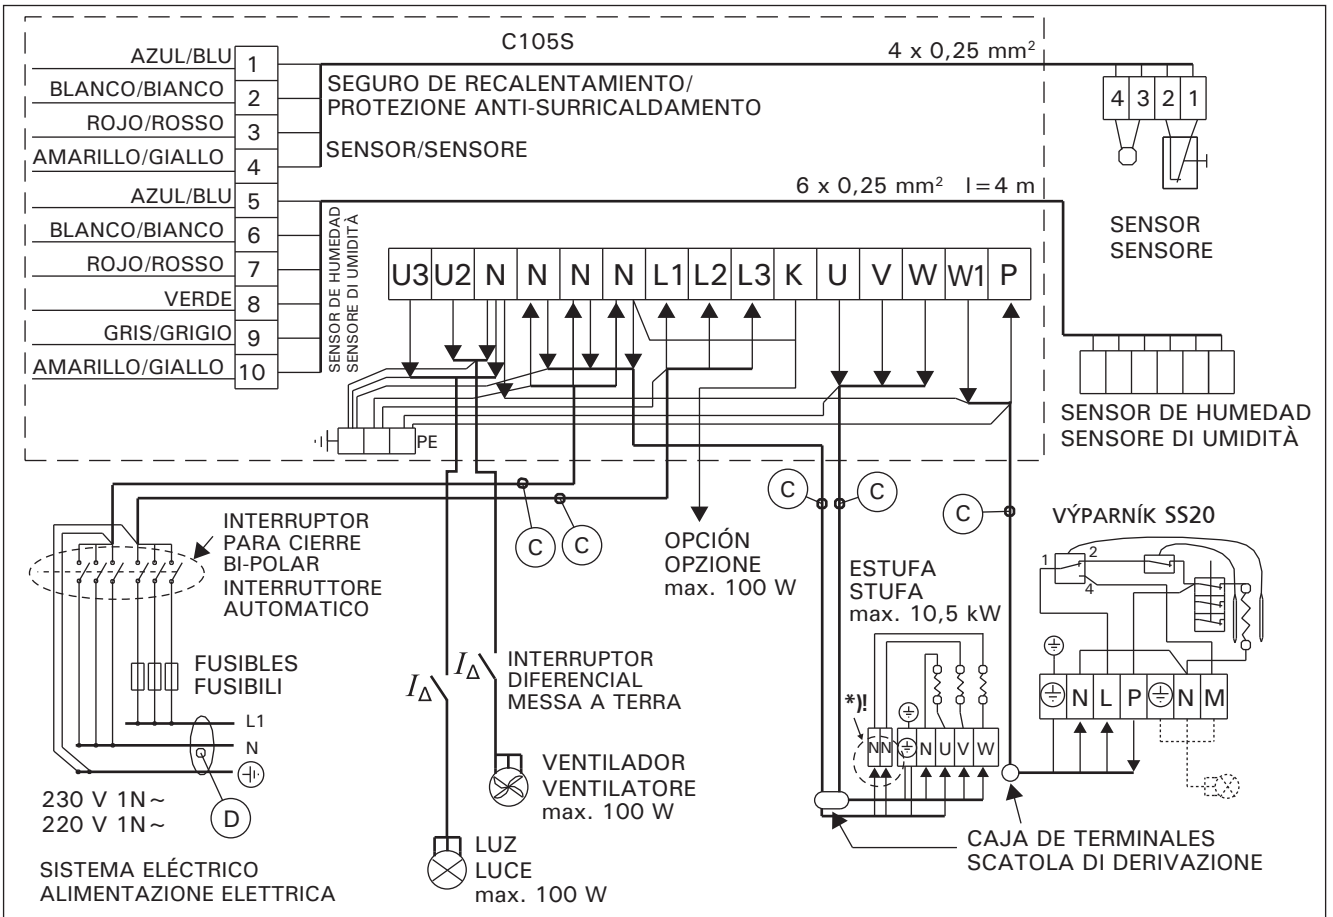 C105S
4 x 0,25 mm²
AZUL/BLU 1
BLANCO/BIANCO 2
ROJO/ROSSO 3
AMARILLO/GIALLO 4
AZUL/BLU 5
BLANCO/BIANCO 6
ROJO/ROSSO 7
VERDE 8
GRIS/GRIGIO 9
AMARILLO/GIALLO 10
SEGURO DE RECALENTAMIENTO/
PROTEZIONE ANTI-SURRICALDAMENTO
SENSOR/SENSORE
4 3 2 1
SENSOR
SENSORE
6 x 0,25 mm² l=4 m
SENSOR DE HUMEDAD
SENSORE DI UMIDITÀ
U3 U2 N N N N L1 L2 L3 K U V W W1 P
SENSOR DE HUMEDAD
SENSORE DI UMIDITÀ
PE
C
C
C
C
C
INTERRUPTOR
PARA CIERRE
BI-POLAR
INTERRUTTORE
AUTOMATICO
OPCIÓN
OPZIONE
max. 100 W
ESTUFA
STUFA
max. 10,5 kW
VÝPARNÍK SS20
1
2
4
FUSIBLES
FUSIBILI
IΔ
IΔ
INTERRUPTOR
DIFERENCIAL
MESSA A TERRA
*)!
N N N U V W
N L P N M
L1
N
D
230 V 1N~
220 V 1N~
VENTILADOR
VENTILATORE
max. 100 W
LUZ
LUCE
max. 100 W
CAJA DE TERMINALES
SCATOLA DI DERIVAZIONE
SISTEMA ELÉCTRICO
ALIMENTAZIONE ELETTRICA